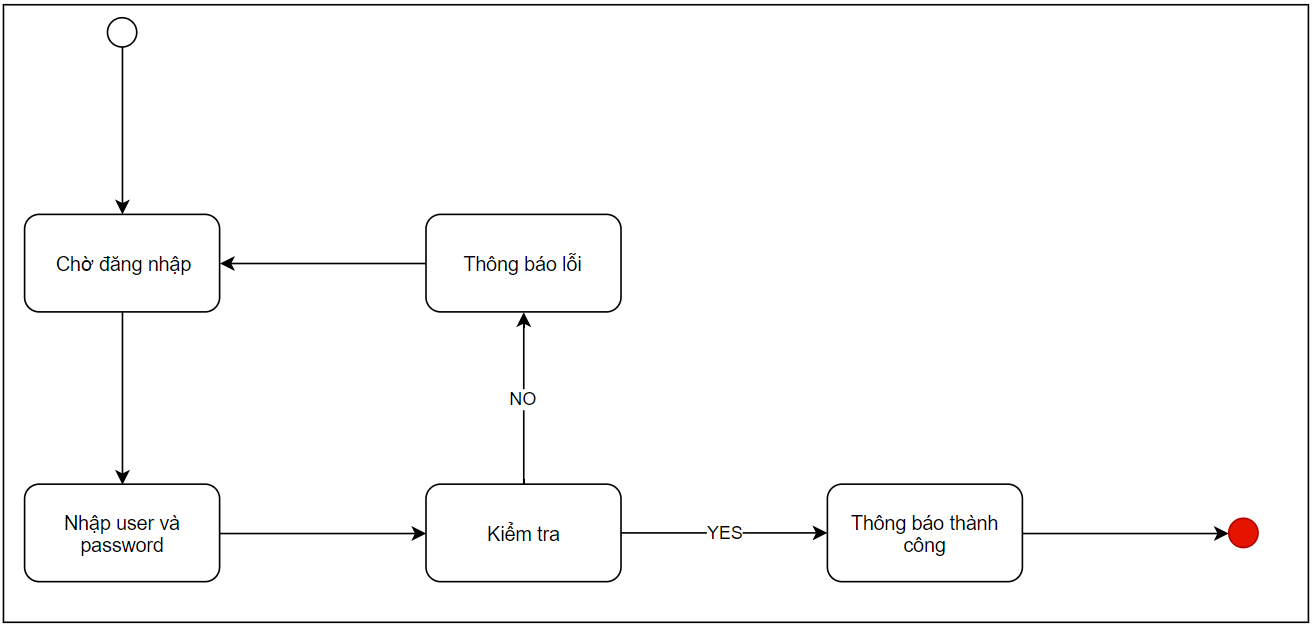 Chờ đăng nhập
Thông báo lỗi
NO
Nhập user và
password
Kiểm tra
YES
Thông báo thành
công